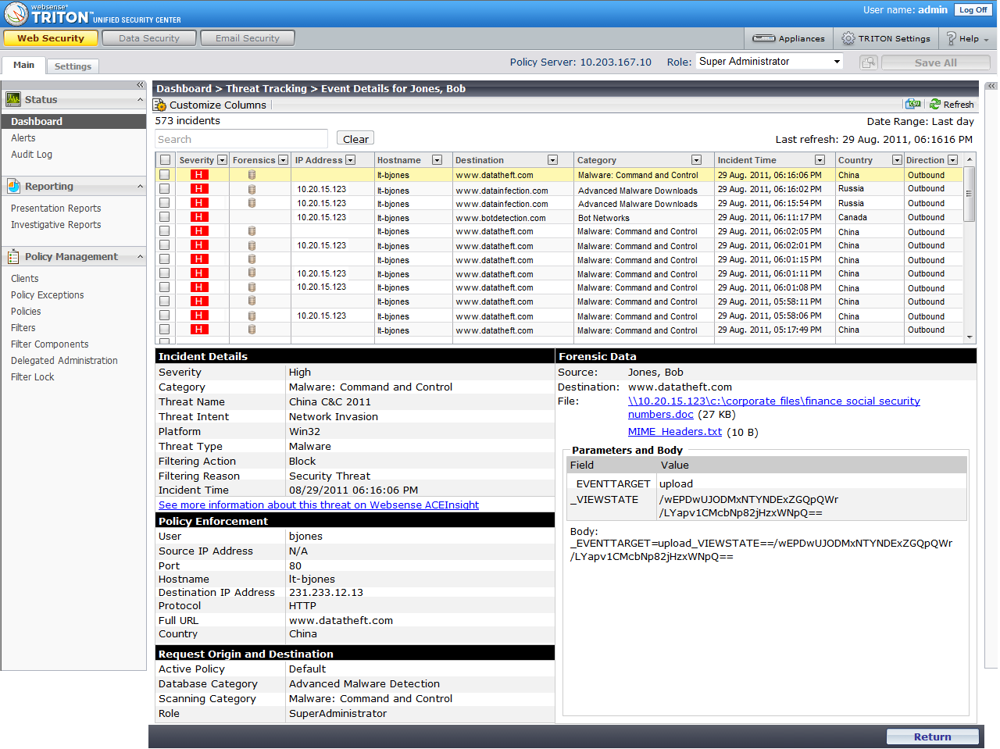 websense®
TRITON™ UNIFIED SECURITY CENTER
User name: admin Log Off
Web Security Data Security Email Security Appliances TRITON Settings Help
Main Settings Policy Server: 10.203.167.10 Role: Super Administrator Save All
Status
Dashboard
Alerts
Audit Log
Reporting
Presentation Reports
Investigative Reports
Policy Management
Clients
Policy Exceptions
Policies
Filters
Filter Components
Delegated Administration
Filter Lock
Dashboard > Threat Tracking > Event Details for Jones, Bob
Customize Columns CSV Refresh
573 incidents Date Range: Last day
Search Clear Last refresh: 29 Aug. 2011, 06:1616 PM
Severity Forensics IP Address Hostname Destination Category Incident Time Country Direction
H lt-bjones www.datatheft.com Malware: Command and Control 29 Aug. 2011, 06:16:06 PM China Outbound
H 10.20.15.123 lt-bjones www.datainfection.com Advanced Malware Downloads 29 Aug. 2011, 06:16:02 PM Russia Outbound
H 10.20.15.123 lt-bjones www.datainfection.com Advanced Malware Downloads 29 Aug. 2011, 06:15:54 PM Russia Outbound
H 10.20.15.123 lt-bjones www.botdetection.com Bot Networks 29 Aug. 2011, 06:11:17 PM Canada Outbound
H lt-bjones www.datatheft.com Malware: Command and Control 29 Aug. 2011, 06:02:05 PM China Outbound
H 10.20.15.123 lt-bjones www.datatheft.com Malware: Command and Control 29 Aug. 2011, 06:02:01 PM China Outbound
H lt-bjones www.datatheft.com Malware: Command and Control 29 Aug. 2011, 06:01:15 PM China Outbound
H 10.20.15.123 lt-bjones www.datatheft.com Malware: Command and Control 29 Aug. 2011, 06:01:11 PM China Outbound
H 10.20.15.123 lt-bjones www.datatheft.com Malware: Command and Control 29 Aug. 2011, 06:01:08 PM China Outbound
H lt-bjones www.datatheft.com Malware: Command and Control 29 Aug. 2011, 05:58:11 PM China Outbound
H 10.20.15.123 lt-bjones www.datatheft.com Malware: Command and Control 29 Aug. 2011, 05:58:06 PM China Outbound
H lt-bjones www.datatheft.com Malware: Command and Control 29 Aug. 2011, 05:17:49 PM China Outbound
Incident Details
Severity High
Category Malware: Command and Control
Threat Name China C&C 2011
Threat Intent Network Invasion
Platform Win32
Threat Type Malware
Filtering Action Block
Filtering Reason Security Threat
Incident Time 08/29/2011 06:16:06 PM
See more information about this threat on Websense ACEInsight
Policy Enforcement
User bjones
Source IP Address N/A
Port 80
Hostname lt-bjones
Destination IP Address 231.233.12.13
Protocol HTTP
Full URL www.datatheft.com
Country China
Request Origin and Destination
Active Policy Default
Database Category Advanced Malware Detection
Scanning Category Malware: Command and Control
Role SuperAdministrator
Forensic Data
Source: Jones, Bob
Destination: www.datatheft.com
File: \\10.20.15.123\c:\corporate files\finance social security
numbers.doc (27 KB)
MIME_Headers.txt (10 B)
Parameters and Body
Field Value
_EVENTTARGET upload
_VIEWSTATE /wEPDwUJODMxNTYNDExZGQpQWr
/LYapv1CMcbNp82jHzxWNpQ==
Body:
_EVENTTARGET=upload_VIEWSTATE==/wEPDwUJODMxNTYNDExZGQpQWr
/LYapv1CMcbNp82jHzxWNpQ==
Return